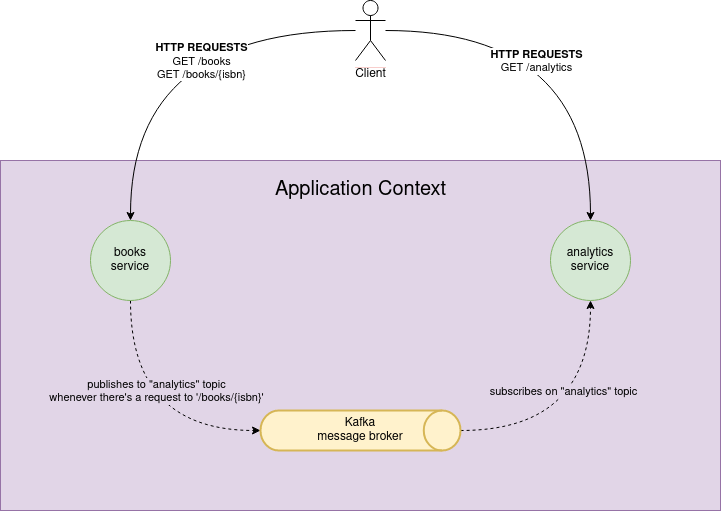 HTTP REQUESTS
GET /books
GET /books/{isbn}
HTTP REQUESTS
GET /analytics
Client
Application Context
books
service
analytics
service
publishes to "analytics" topic
whenever there's a request to '/books/{isbn}'
subscribes on "analytics" topic
Kafka
message broker